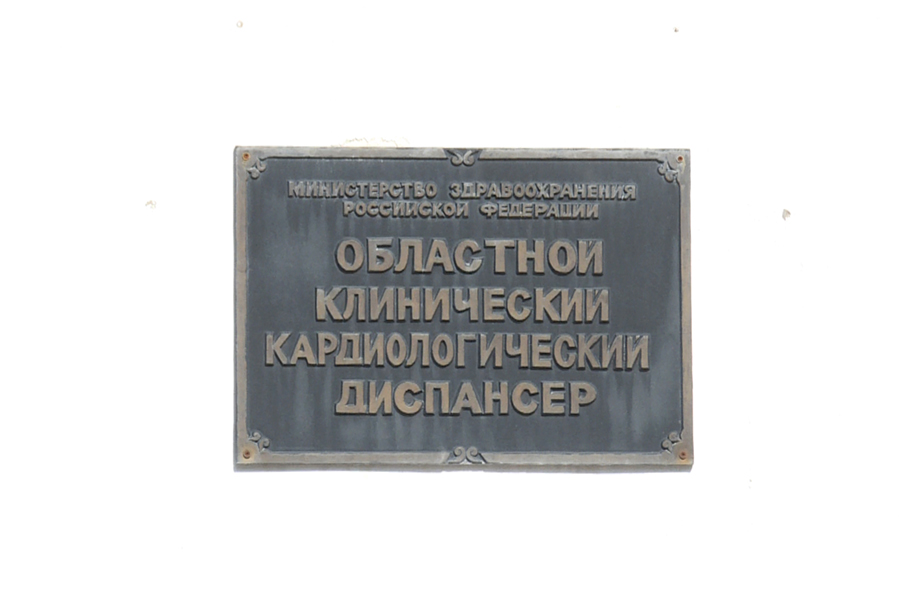 МИНИСТЕРСТВО ЗДРАВООХРАНЕНИЯ
РОССИЙСКОЙ ФЕДЕРАЦИИ
ОБЛАСТНОЙ
КЛИНИЧЕСКИЙ
КАРДИОЛОГИЧЕСКИЙ
ДИСПАНСЕР